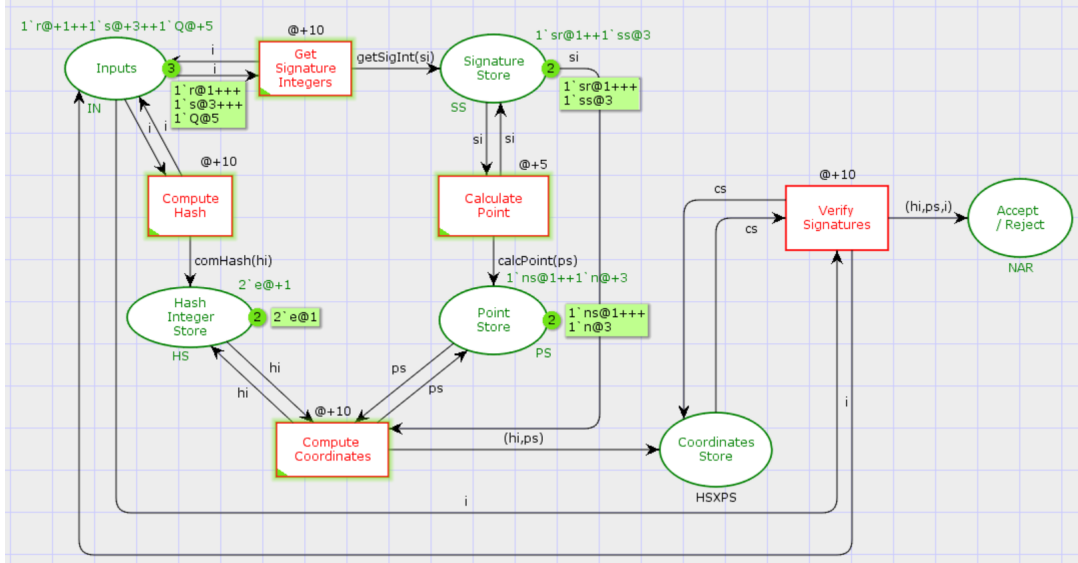 1`r@+1++1`s@+3++1`Q@+5
@+10
Inputs
3
i
i
Get
Signature
Integers
getSigInt(si)
1`sr@1++1`ss@3
Signature
Store
2
si
1`r@1+++
1`s@3+++
1`Q@5
IN
SS
1`sr@1+++
1`ss@3
i
i
si
si
@+10
Compute
Hash
@+5
Calculate
Point
@+10
Verify
Signatures
cs
cs
(hi,ps,i)
Accept
/ Reject
NAR
comHash(hi)
calcPoint(ps)
2`e@+1
1`ns@1++1`n@+3
Hash
Integer
Store
2
2`e@1
HS
Point
Store
2
1`ns@1+++
1`n@3
PS
hi
hi
ps
ps
@+10
Compute
Coordinates
(hi,ps)
Coordinates
Store
HSXPS
i
i